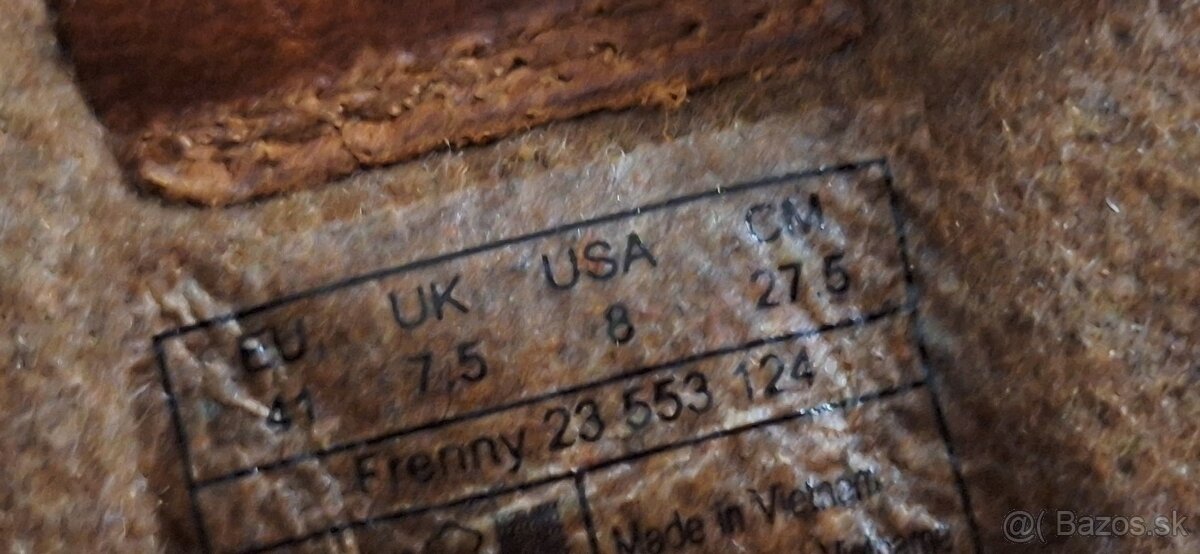 EU UK USA CM
41 7,5 8 27,5
Frenny 23 553 124
Made in Vietnam
@( Bazos.sk